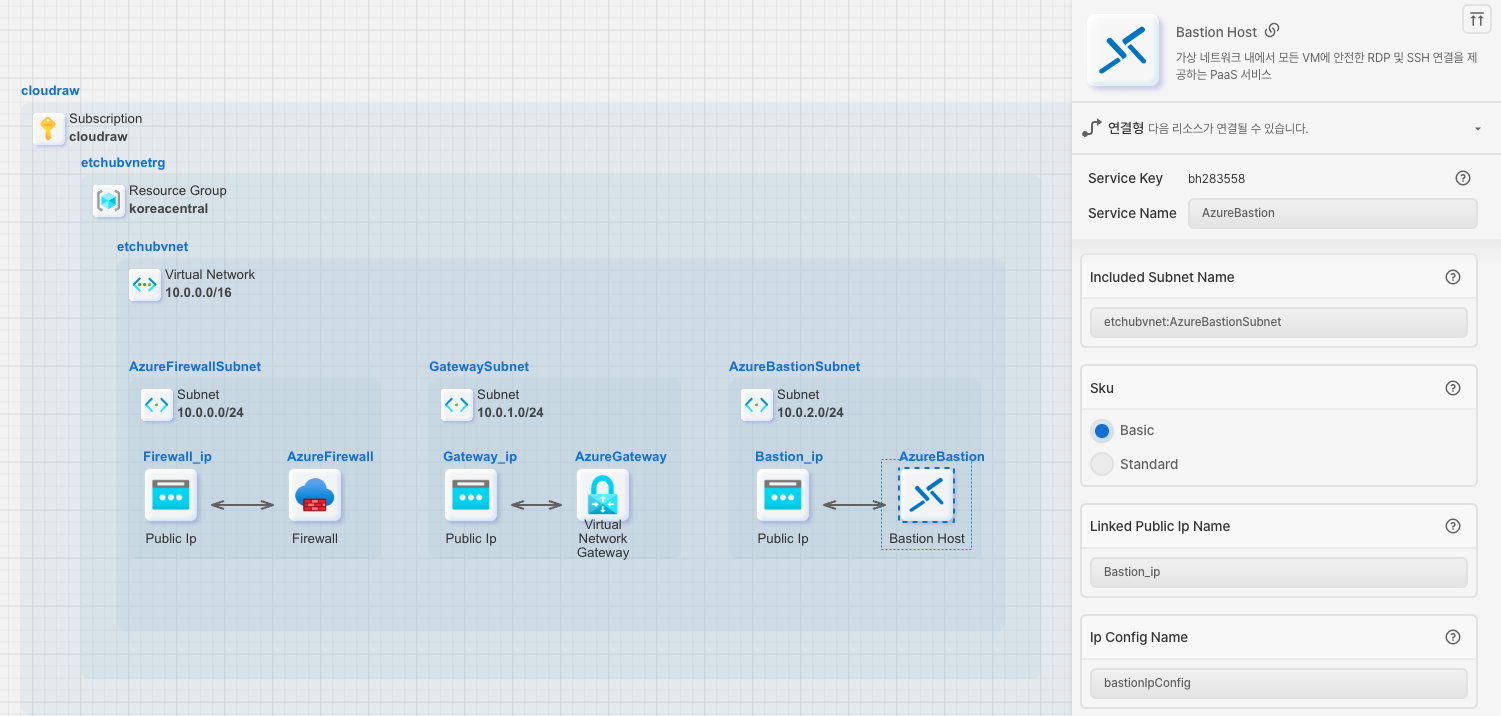 cloudraw
Subscription
cloudraw
etchubvnetrg
Resource Group
koreacentral
etchubvnet
Virtual Network
10.0.0.0/16
AzureFirewallSubnet
Subnet
10.0.0.0/24
Firewall_ip
Public Ip
AzureFirewall
Firewall
GatewaySubnet
Subnet
10.0.1.0/24
Gateway_ip
Public Ip
AzureGateway
Virtual
Network
Gateway
AzureBastionSubnet
Subnet
10.0.2.0/24
Bastion_ip
Public Ip
AzureBastion
Bastion Host
Bastion Host
가상 네트워크 내에서 모든 VM에 안전한 RDP 및 SSH 연결을 제
공하는 PaaS 서비스
연결형 다음 리소스가 연결될 수 있습니다.
Service Key bh283558
Service Name AzureBastion
Included Subnet Name
etchubvnet:AzureBastionSubnet
Sku
Basic
Standard
Linked Public Ip Name
Bastion_ip
Ip Config Name
bastionIpConfig